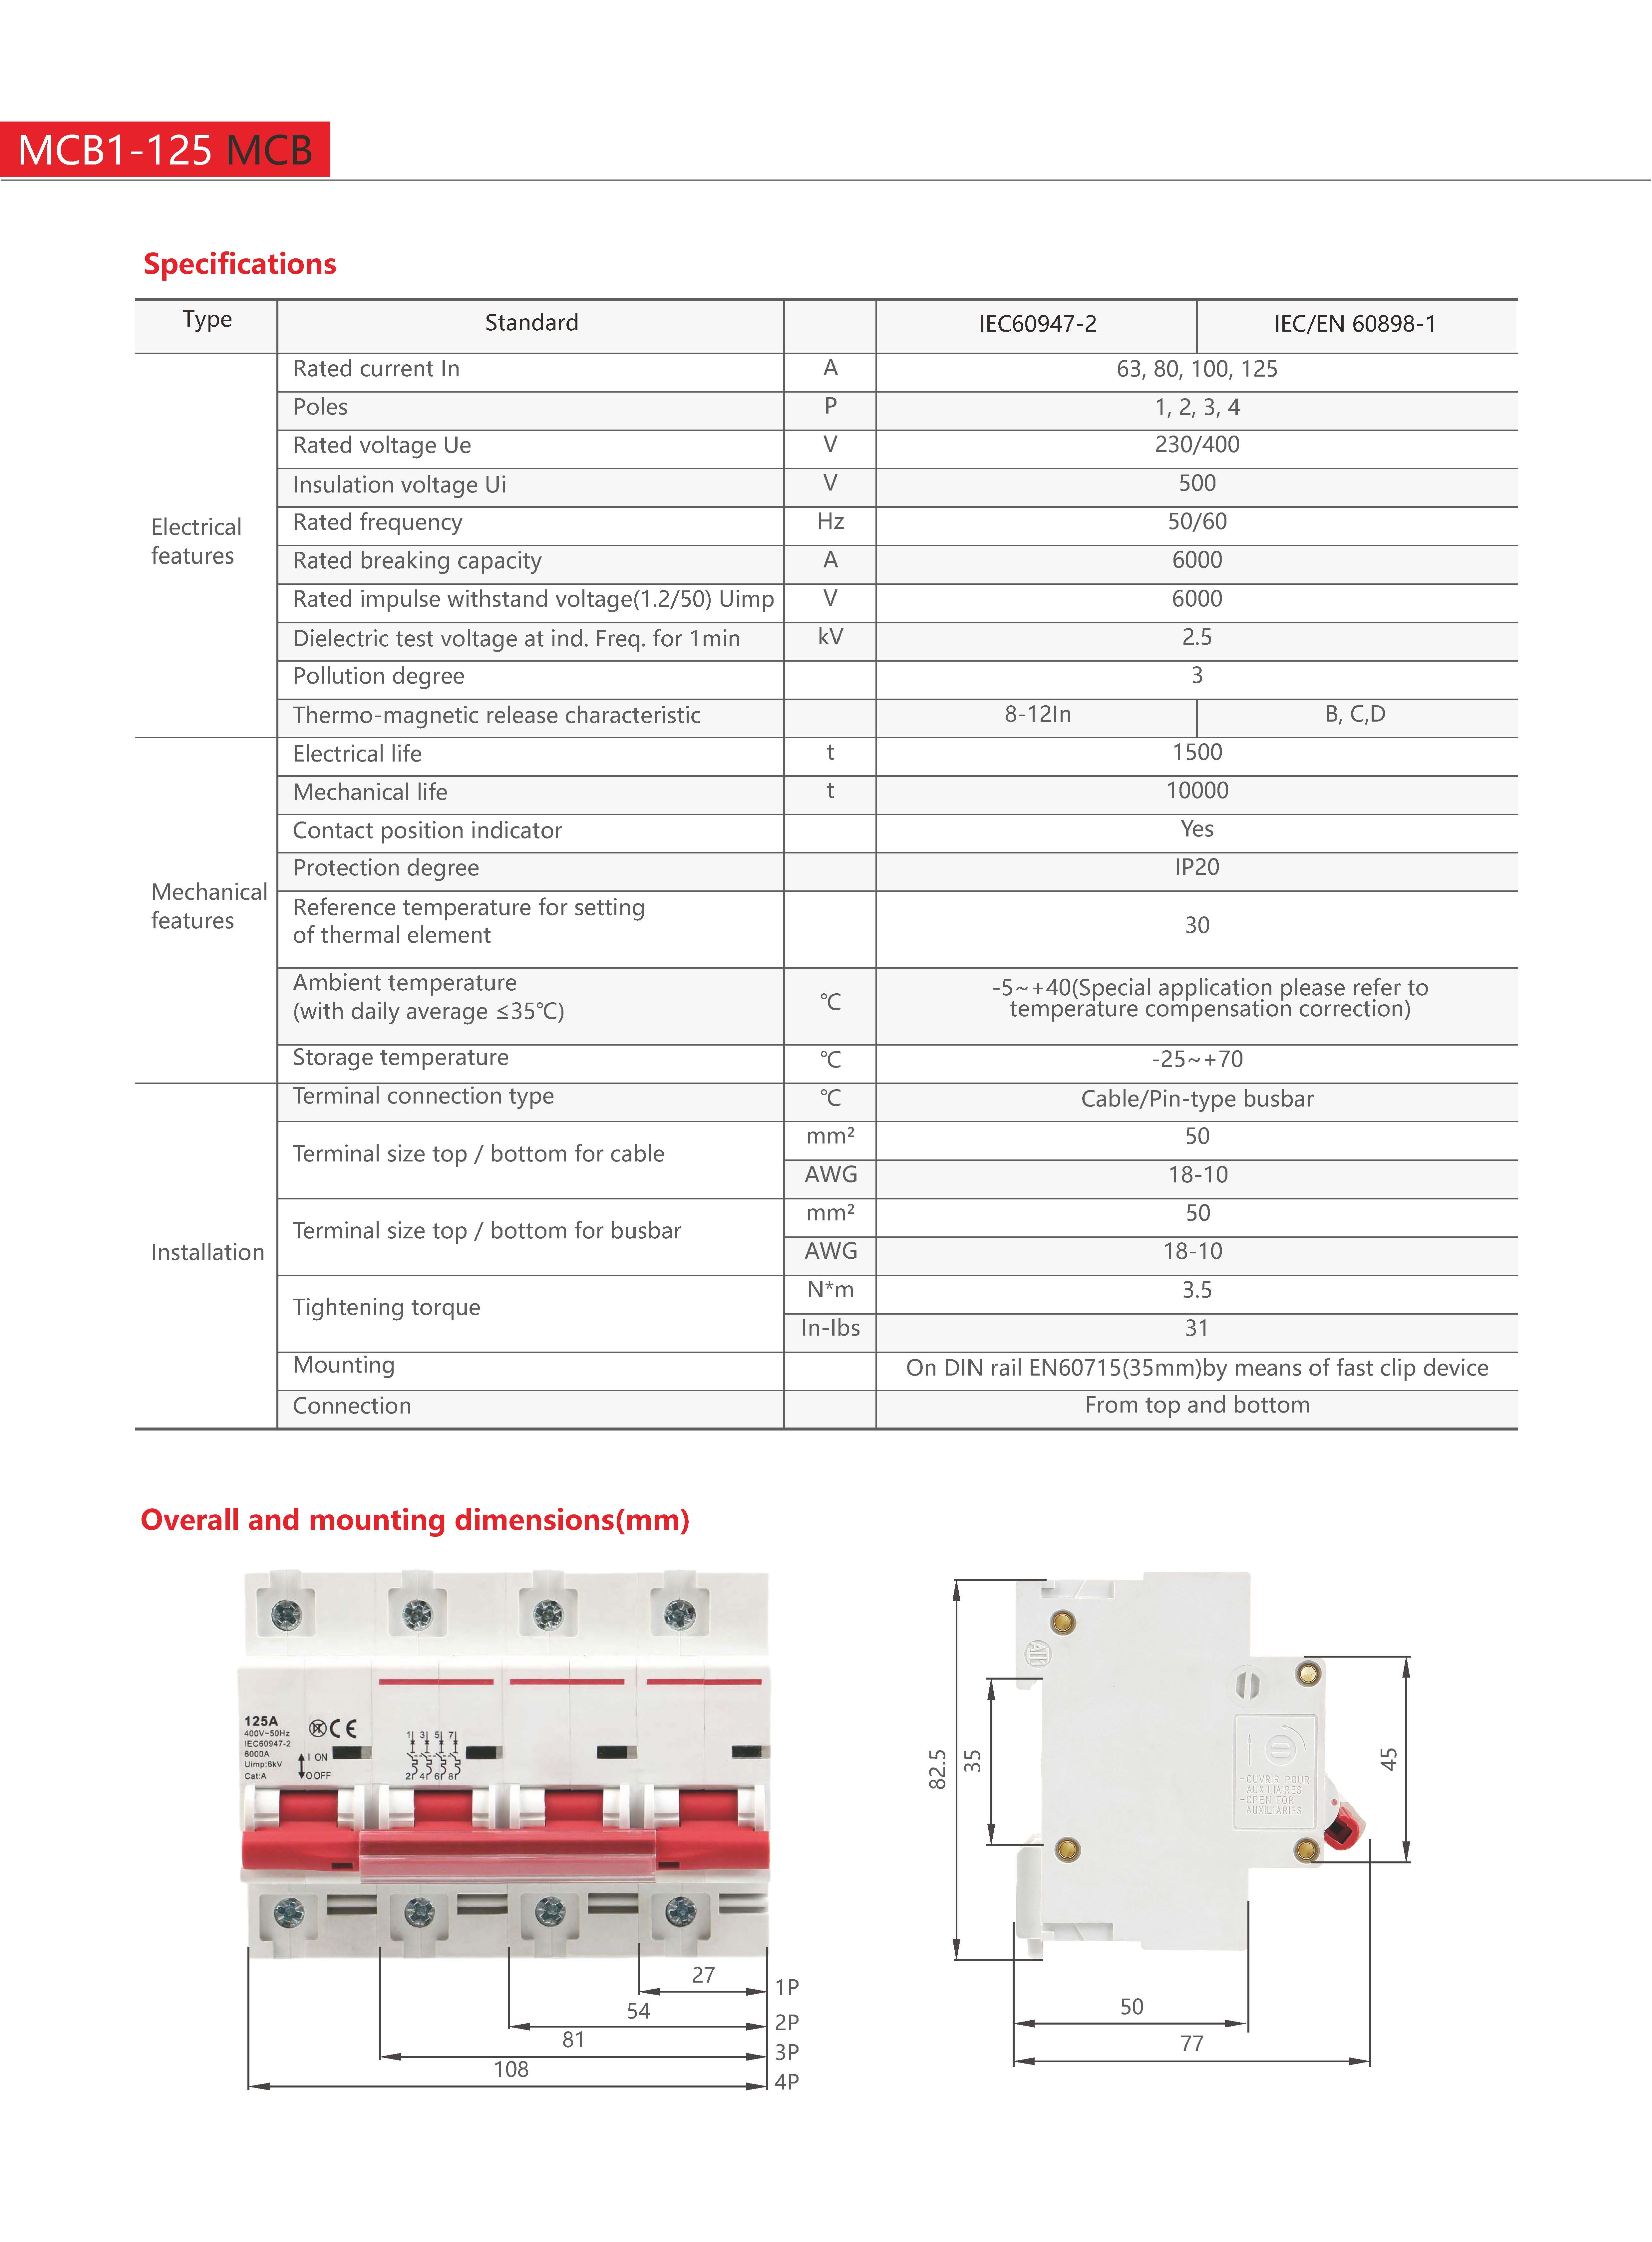 MCB1-125 MCB
Specifications
Type Standard IEC60947-2 IEC/EN 60898-1
Electrical
features
Rated current In A 63, 80, 100, 125
Poles P 1, 2, 3, 4
Rated voltage Ue V 230/400
Insulation voltage Ui V 500
Rated frequency Hz 50/60
Rated breaking capacity A 6000
Rated impulse withstand voltage(1.2/50) Uimp V 6000
Dielectric test voltage at ind. Freq. for 1min kV 2.5
Pollution degree 3
Thermo-magnetic release characteristic 8-12In B, C,D
Mechanical
features
Electrical life t 1500
Mechanical life t 10000
Contact position indicator Yes
Protection degree IP20
Reference temperature for setting
of thermal element
30
Ambient temperature
(with daily average ≤35℃)
℃
-5~+40(Special application please refer to
temperature compensation correction)
Storage temperature ℃ -25~+70
Installation
Terminal connection type ℃ Cable/Pin-type busbar
Terminal size top / bottom for cable
mm² 50
AWG 18-10
Terminal size top / bottom for busbar
mm² 50
AWG 18-10
Tightening torque
N*m 3.5
In-Ibs 31
Mounting On DIN rail EN60715(35mm)by means of fast clip device
Connection From top and bottom
Overall and mounting dimensions(mm)
125A
400V~50Hz
IEC60947-2
6000A
Uimp:6kV
Cat:A
CE
I ON
O OFF
1 3 5 7
2 4 6 8
27
1P
54
2P
81
3P
108
4P
82.5
35
45
-OUVRIR POUR
AUXILIAIRES
-OPEN FOR
AUXILIARIES
50
77